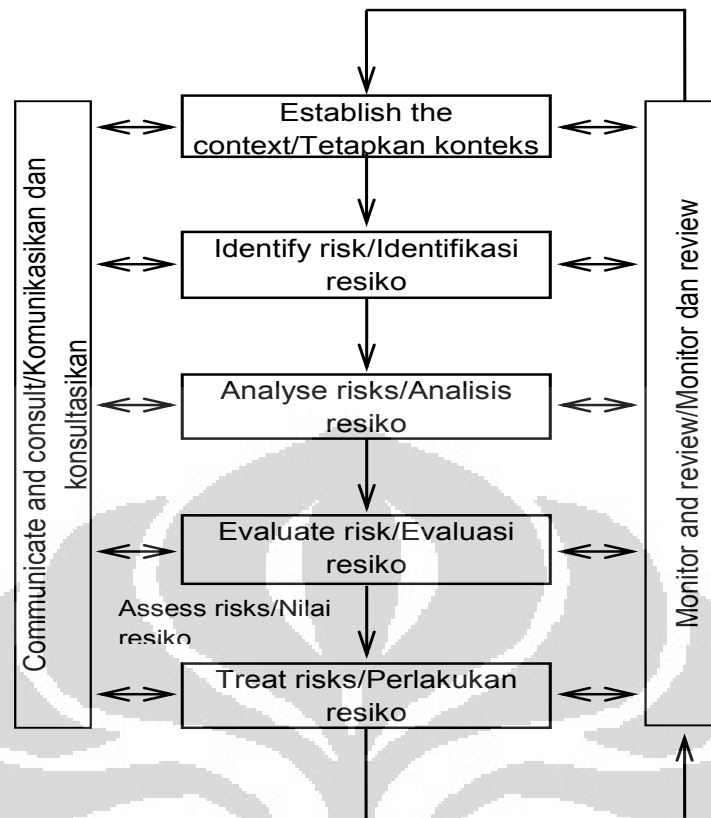 Establish the
context/Tetapkan konteks
Identify risk/Identifikasi
resiko
Analyse risks/Analisis
resiko
Evaluate risk/Evaluasi
resiko
Assess risks/Nilai
resiko
Treat risks/Perlakukan
resiko
Communicate and consult/Komunikasikan dan
konsultasikan
Monitor and review/Monitor dan review